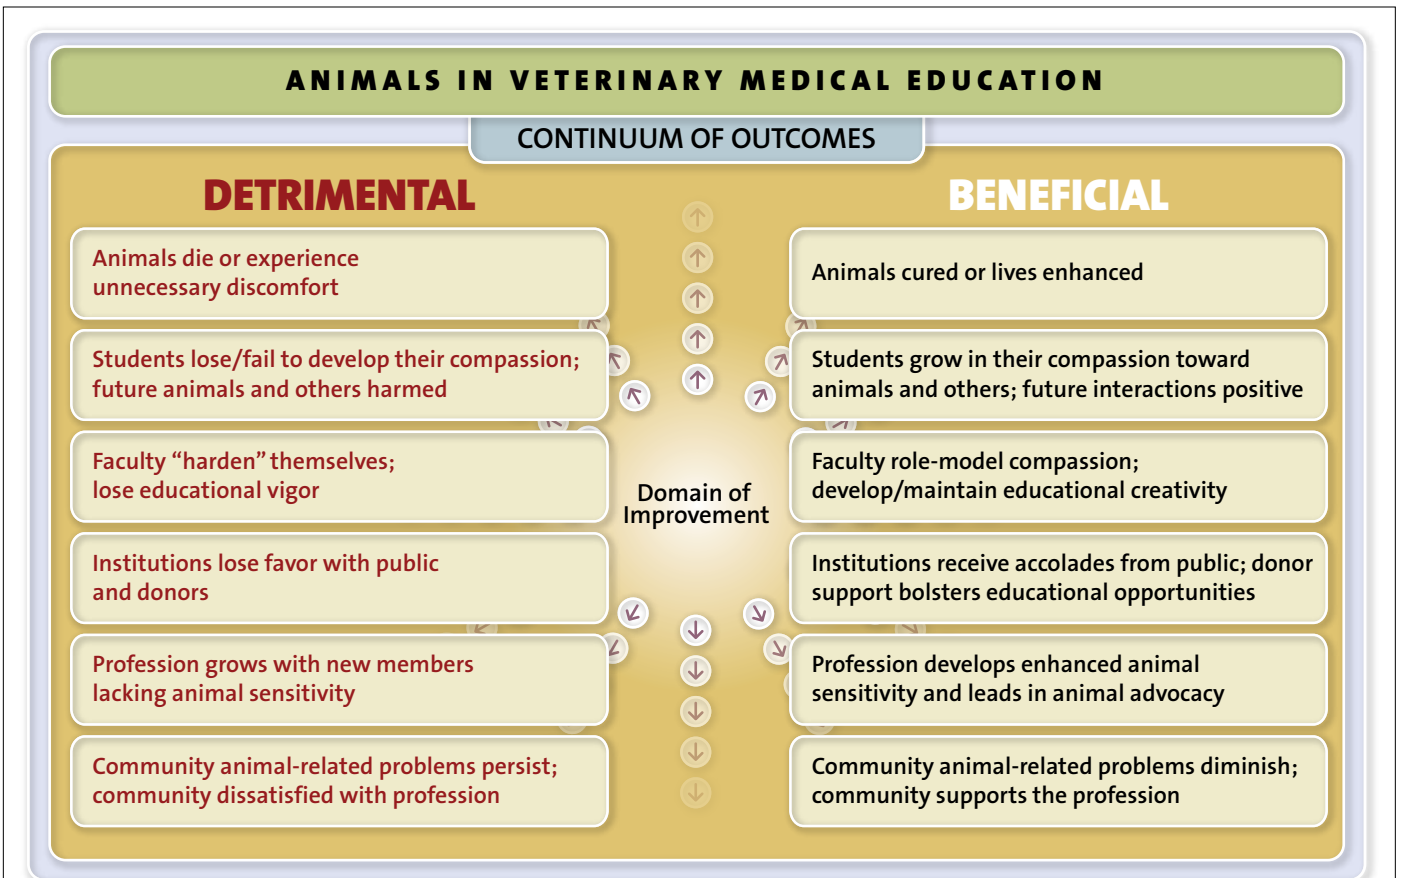 ANIMALS IN VETERINARY MEDICAL EDUCATION
CONTINUUM OF OUTCOMES
DETRIMENTAL
Animals die or experience
unnecessary discomfort
Students lose/fail to develop their compassion;
future animals and others harmed
Faculty “harden” themselves;
lose educational vigor
Institutions lose favor with public
and donors
Profession grows with new members
lacking animal sensitivity
Community animal-related problems persist;
community dissatisfied with profession
Domain of
Improvement
BENEFICIAL
Animals cured or lives enhanced
Students grow in their compassion toward
animals and others; future interactions positive
Faculty role-model compassion;
develop/maintain educational creativity
Institutions receive accolades from public; donor
support bolsters educational opportunities
Profession develops enhanced animal
sensitivity and leads in animal advocacy
Community animal-related problems diminish;
community supports the profession